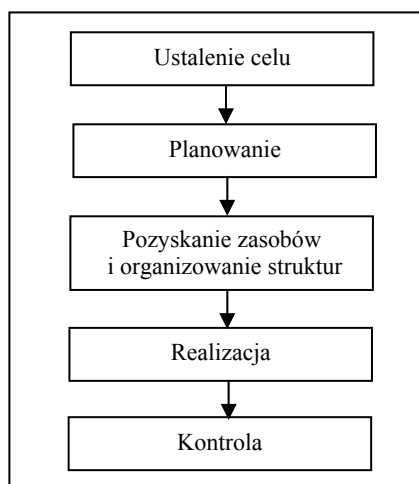 Ustalenie celu
Planowanie
Pozyskanie zasobów
i organizowanie struktur
Realizacja
Kontrola